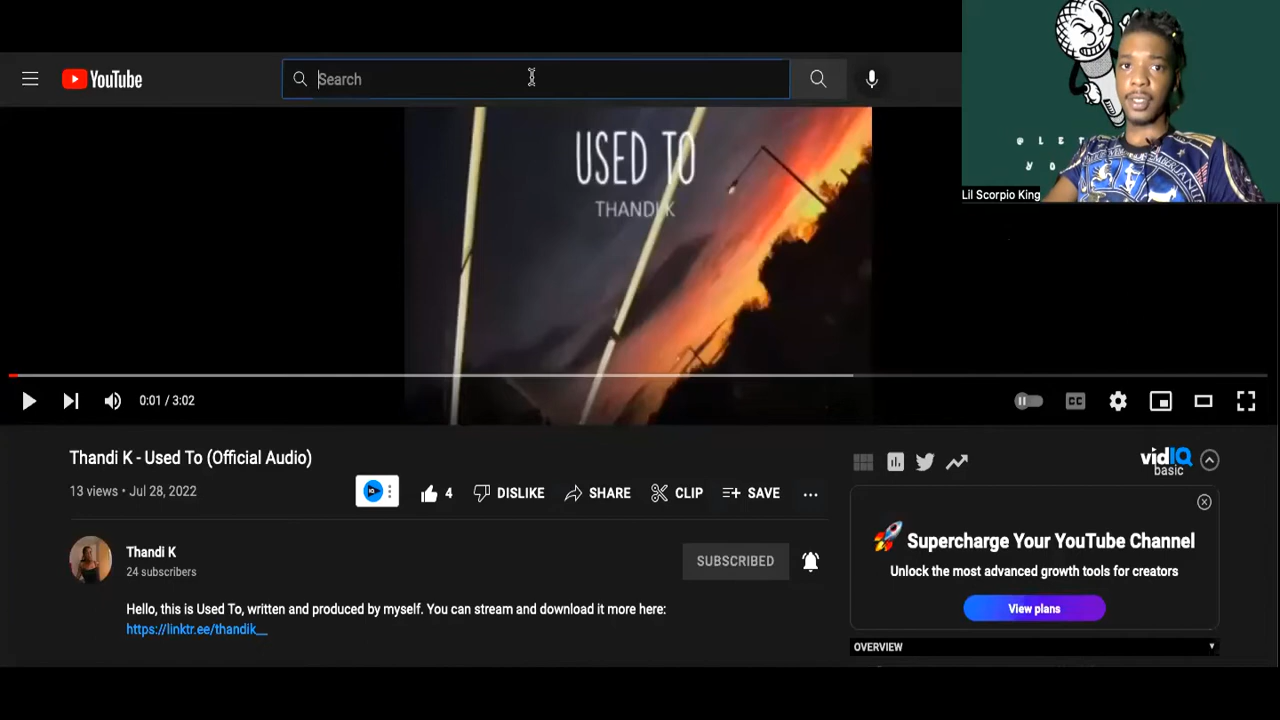 YouTube
Search
@ L E T
Y O
Lil Scorpio King
USED TO
THANDI K
0:01 / 3:02
CC
Thandi K - Used To (Official Audio)
13 views • Jul 28, 2022
IQ
4
DISLIKE
SHARE
CLIP
SAVE
Thandi K
24 subscribers
SUBSCRIBED
Hello, this is Used To, written and produced by myself. You can stream and download it more here:
https://linktr.ee/thandik__
vidIQ
basic
Supercharge Your YouTube Channel
Unlock the most advanced growth tools for creators
View plans
OVERVIEW